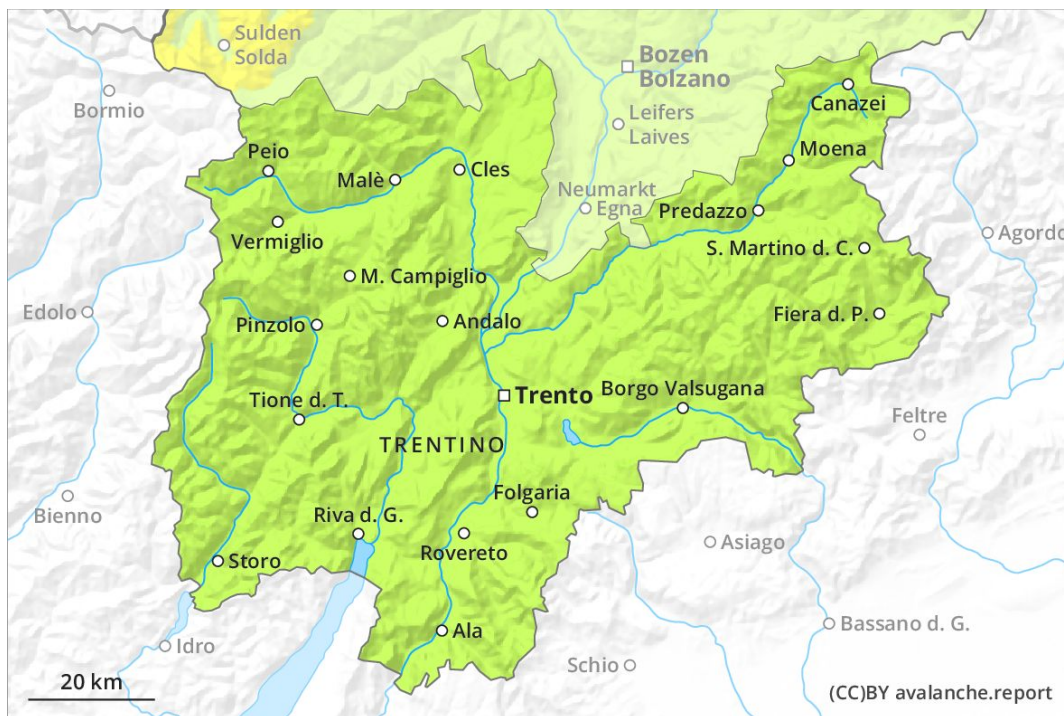 Sulden
Solda
Bozen
Bolzano
Bormio
Canazei
Leifers
Laives
Peio
Malè
Cles
Moena
Neumarkt
Egna
Predazzo
Vermiglio
S. Martino d. C.
Agordo
M. Campiglio
Edolo
Pinzolo
Andalo
Fiera d. P.
Trento
Borgo Valsugana
Tione d. T.
Feltre
TRENTINO
Bienno
Folgaria
Riva d. G.
Rovereto
Asiago
Storo
Ala
Bassano d. G.
Idro
Schio
20 km
(CC)BY avalanche.report